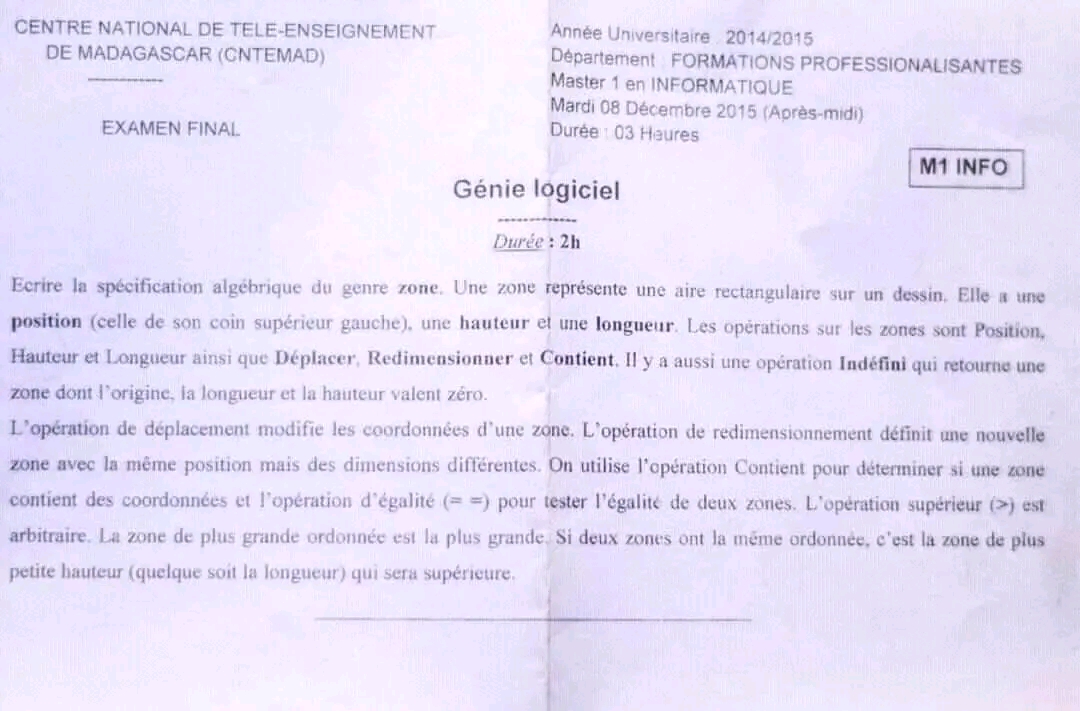 CENTRE NATIONAL DE TELE-ENSEIGNEMENT
DE MADAGASCAR (CNTEMAD)
EXAMEN FINAL
Année Universitaire : 2014/2015
Département : FORMATIONS PROFESSIONALISANTES
Master 1 en INFORMATIQUE
Mardi 08 Décembre 2015 (Après-midi)
Durée : 03 Heures
M1 INFO
Génie logiciel
Durée : 2h
Ecrire la spécification algébrique du genre zone. Une zone représente une aire rectangulaire sur un dessin. Elle a une
position (celle de son coin supérieur gauche), une hauteur et une longueur. Les opérations sur les zones sont Position,
Hauteur et Longueur ainsi que Déplacer, Redimensionner et Contient. Il y a aussi une opération Indéfini qui retourne une
zone dont l'origine, la longueur et la hauteur valent zéro.
L'opération de déplacement modifie les coordonnées d'une zone. L'opération de redimensionnement définit une nouvelle
zone avec la même position mais des dimensions différentes. On utilise l'opération Contient pour déterminer si une zone
contient des coordonnées et l'opération d'égalité (= =) pour tester l'égalité de deux zones. L'opération supérieur (>) est
arbitraire. La zone de plus grande ordonnée est la plus grande. Si deux zones ont la même ordonnée, c'est la zone de plus
petite hauteur (quelque soit la longueur) qui sera supérieure.